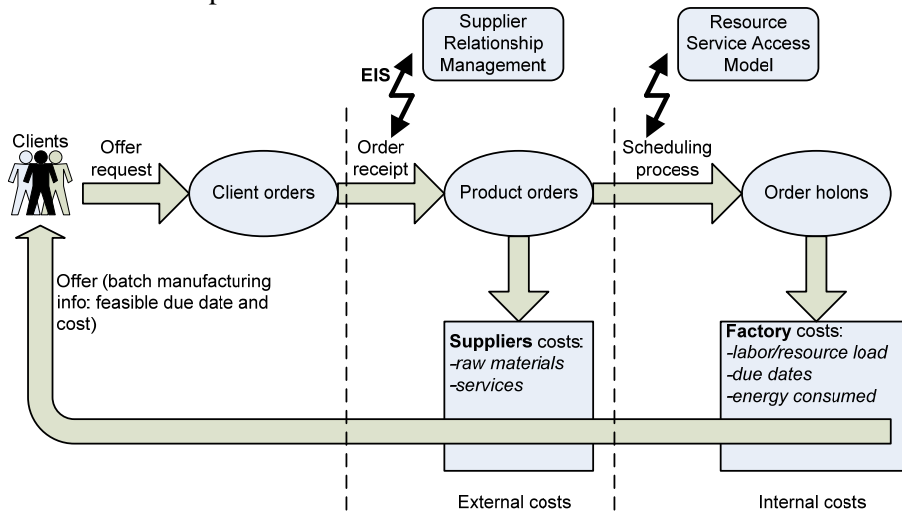 Supplier
Relationship
Management
Resource
Service Access
Model
EIS
Clients
Offer
request
Order
receipt
Scheduling
process
Client orders
Product orders
Order holons
Offer (batch manufacturing
info: feasible due date and
cost)
Suppliers costs:
-raw materials
-services
Factory costs:
-labor/resource load
-due dates
-energy consumed
External costs
Internal costs